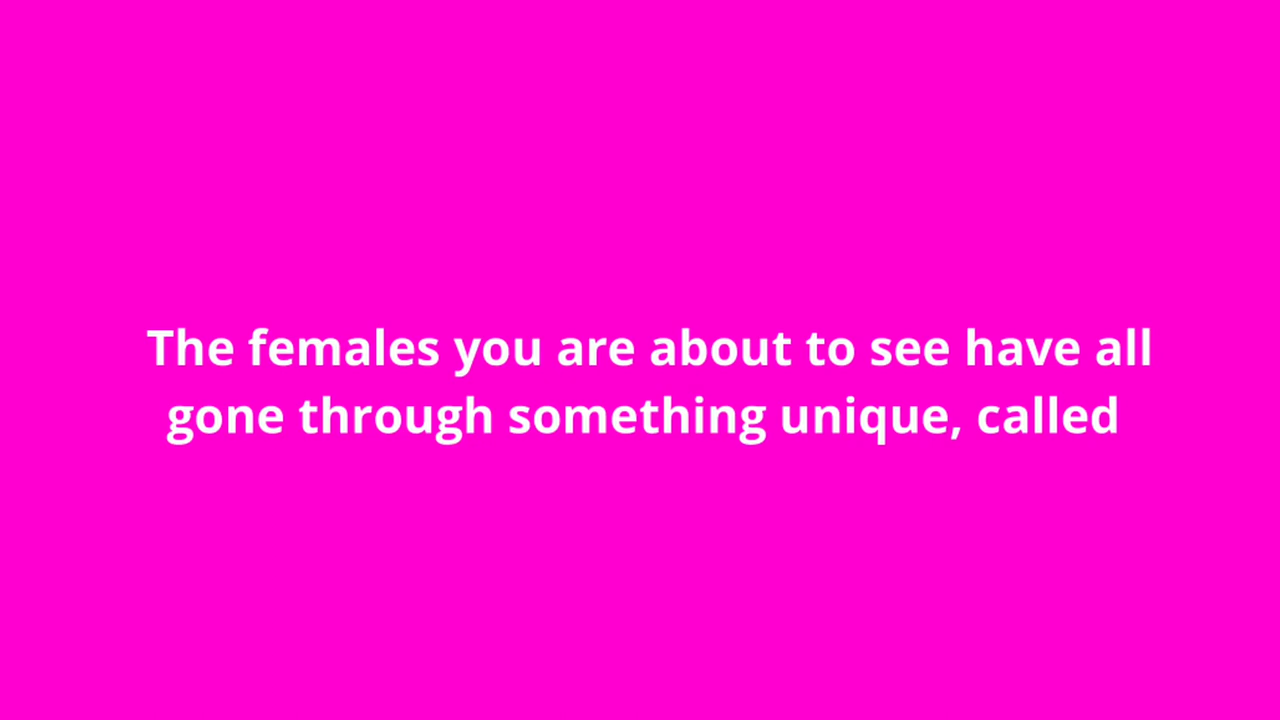 The females you are about to see have all
gone through something unique, called